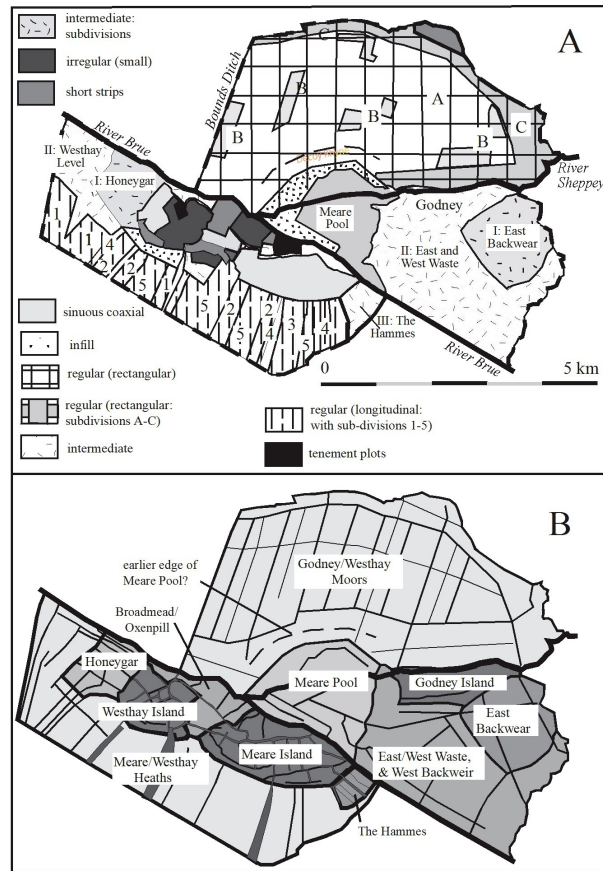 intermediate:
subdivisions
irregular (small)
short strips
A
Bounds Ditch
C
B
B
B
A
B
C
River Brue
II: Westhay
Level
I: Honeygar
River
Sheppey
Meare
Pool
Godney
I: East
Backwear
II: East and
West Waste
1
1
4
2
2
5
1
5
2
5
2
4
3
5
4
III: The
Hammes
River Brue
sinuous coaxial
infill
regular (rectangular)
regular (rectangular:
subdivisions A-C)
intermediate
0
5 km
regular (longitudinal:
with sub-divisions 1-5)
tenement plots
B
earlier edge of
Meare Pool?
Godney/Westhay
Moors
Broadmead/
Oxenpill
Honeygar
Meare Pool
Godney Island
Westhay Island
East
Backwear
Meare Island
Meare/Westhay
Heaths
East/West Waste,
& West Backweir
The Hammes